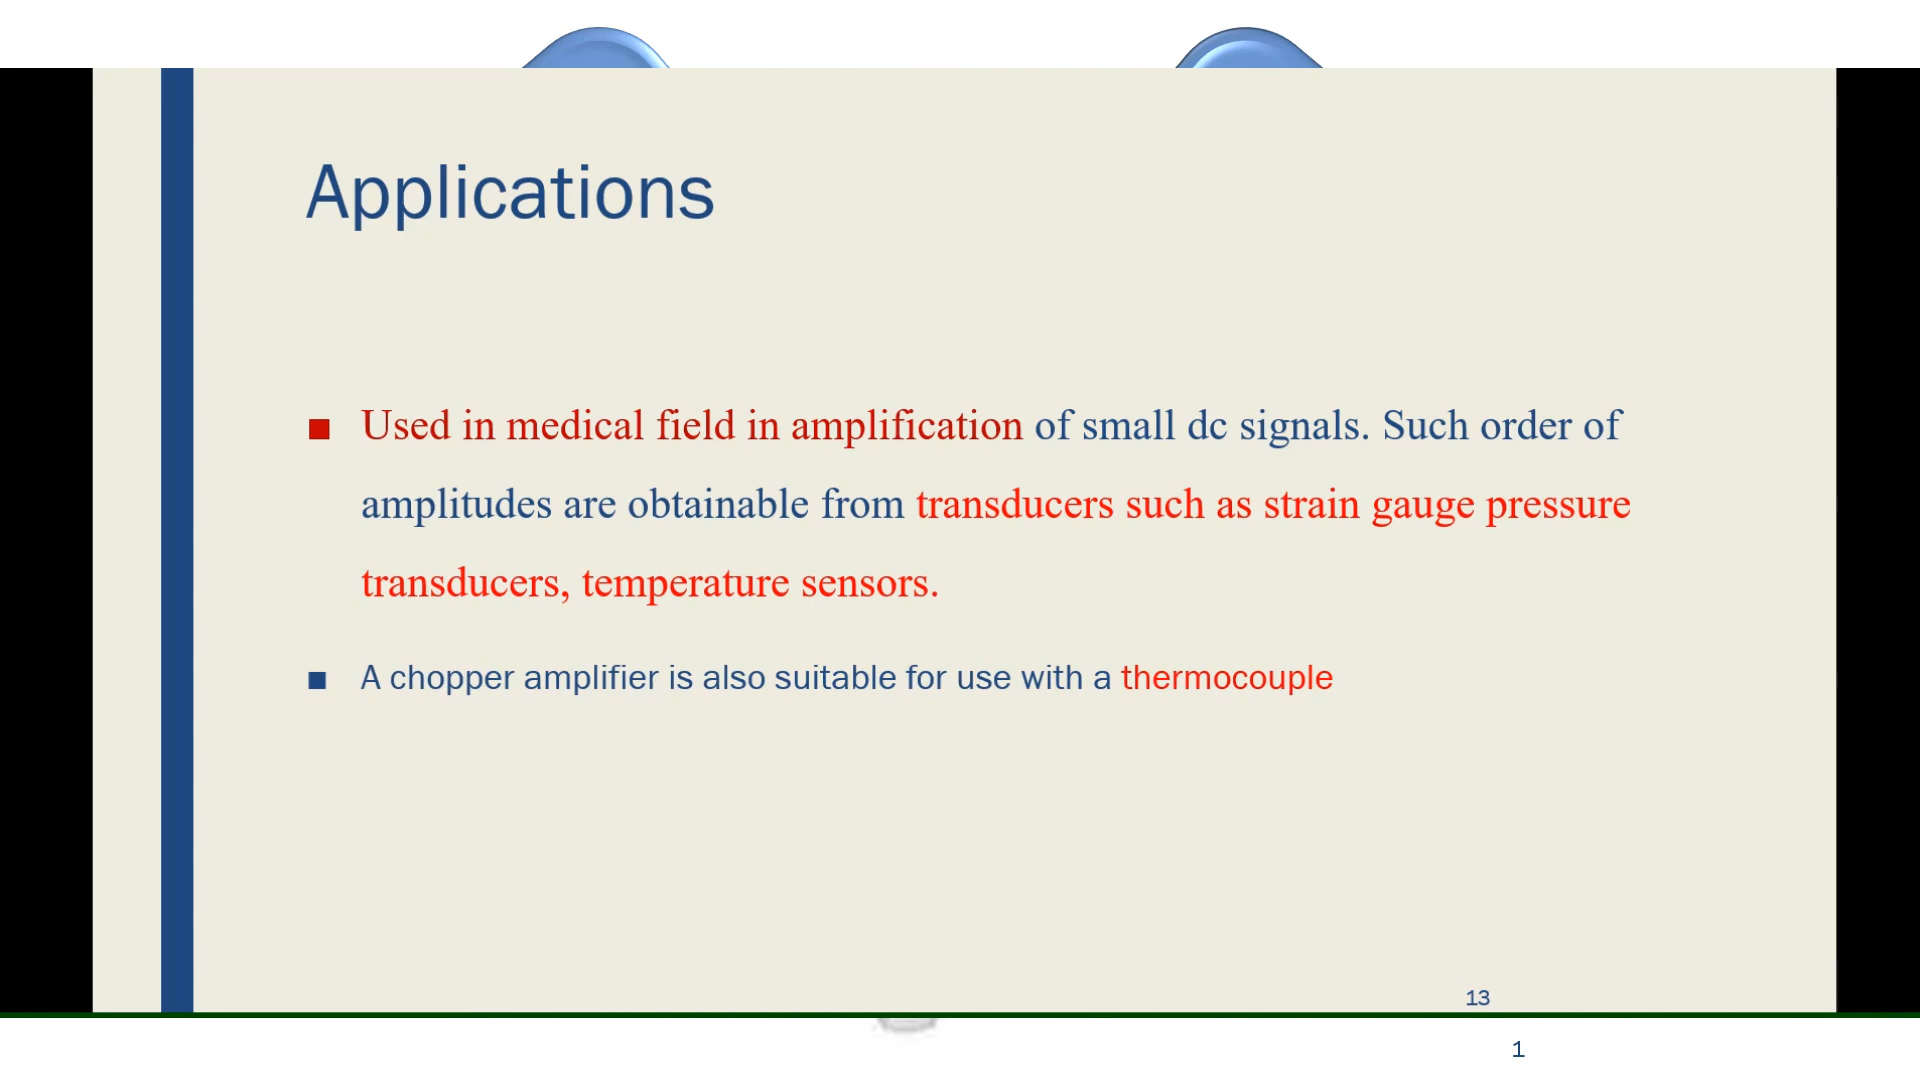 Applications
■ Used in medical field in amplification of small dc signals. Such order of
amplitudes are obtainable from transducers such as strain gauge pressure
transducers, temperature sensors.
■ A chopper amplifier is also suitable for use with a thermocouple
13
1